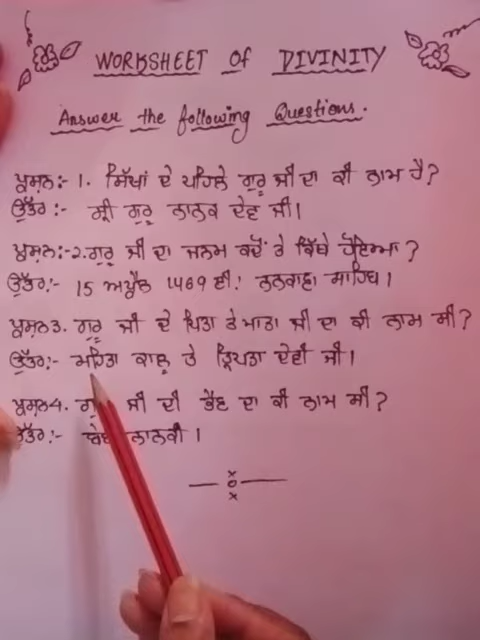 WORKSHEET OF DIVINITY
Answer the following Questions.
ਪ੍ਰਸ਼ਨ:- 1. ਸਿੱਖਾਂ ਦੇ ਪਹਿਲੇ ਗੁਰੂ ਜੀ ਦਾ ਕੀ ਨਾਮ ਹੈ?
ਉੱਤਰ:- ਸ਼੍ਰੀ ਗੁਰੂ ਨਾਨਕ ਦੇਵ ਜੀ।
ਪ੍ਰਸ਼ਨ:-2. ਗੁਰੂ ਜੀ ਦਾ ਜਨਮ ਕਦੋਂ ਤੇ ਕਿੱਥੇ ਹੋਇਆ?
ਉੱਤਰ:- 15 ਅਪ੍ਰੈਲ 1469 ਈ: ਨਨਕਾਣਾ ਸਾਹਿਬ।
ਪ੍ਰਸ਼ਨ3. ਗੁਰੂ ਜੀ ਦੇ ਪਿਤਾ ਤੇ ਮਾਤਾ ਜੀ ਦਾ ਕੀ ਨਾਮ ਸੀ?
ਉੱਤਰ:- ਮਹਿਤਾ ਕਾਲੂ ਤੇ ਤ੍ਰਿਪਤਾ ਦੇਵੀ ਜੀ।
ਪ੍ਰਸ਼ਨ4. ਗੁਰੂ ਜੀ ਦੀ ਭੈਣ ਦਾ ਕੀ ਨਾਮ ਸੀ?
ਉੱਤਰ:- ਬੇਬੇ ਨਾਨਕੀ।